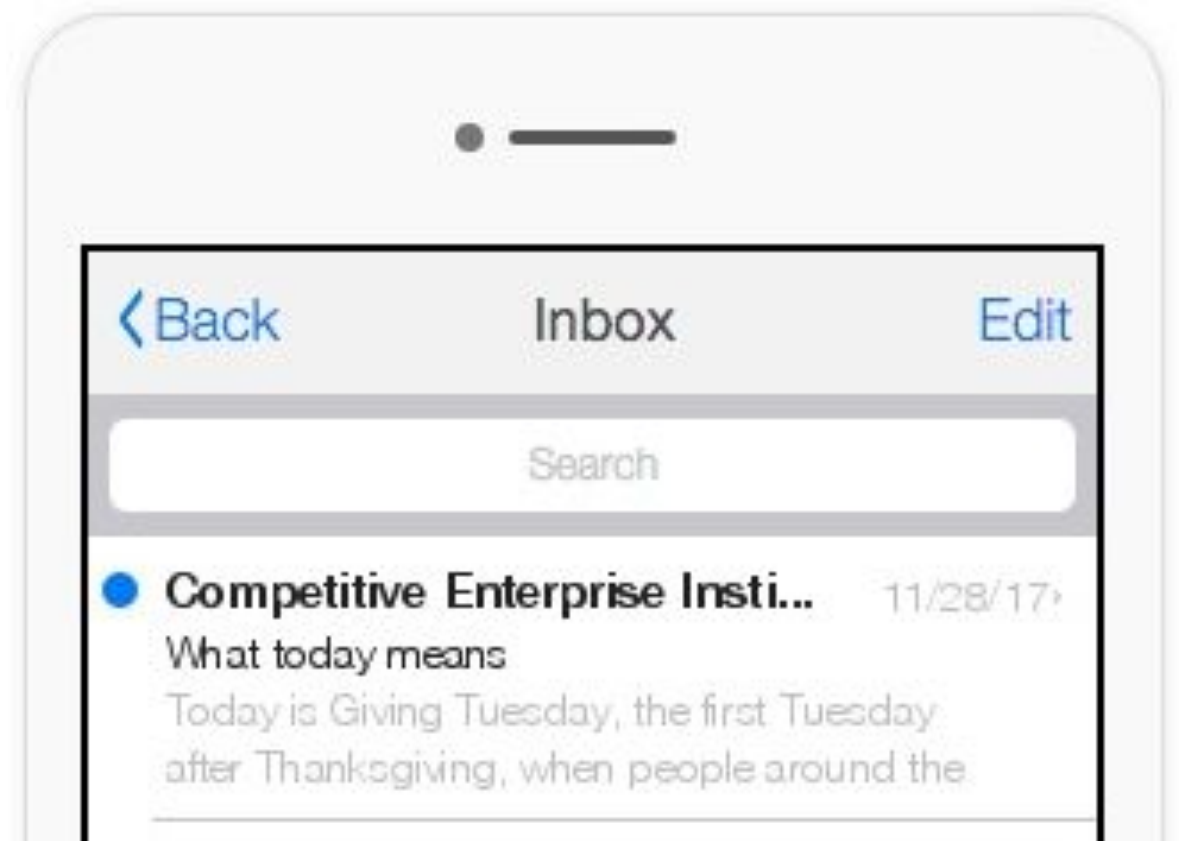 Back Inbox Edit
Search
Competitive Enterprise Insti... 11/28/17
What today means
Today is Giving Tuesday, the first Tuesday
after Thanksgiving, when people around the